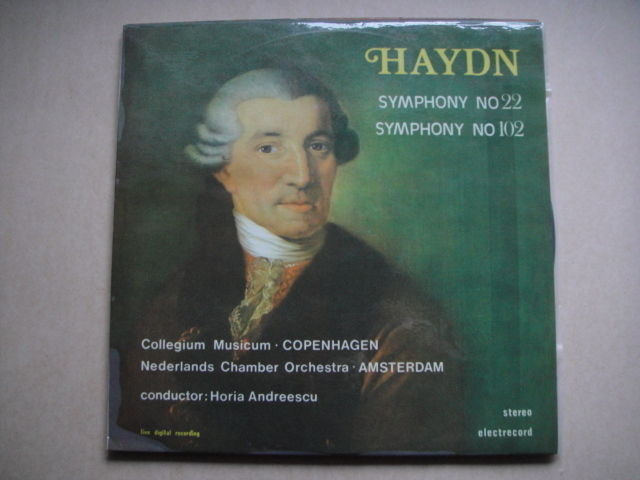 HAYDN
SYMPHONY NO 22
SYMPHONY NO 102
Collegium Musicum · COPENHAGEN
Nederlands Chamber Orchestra · AMSTERDAM
conductor: Horia Andreescu
stereo
live digital recording
electrecord